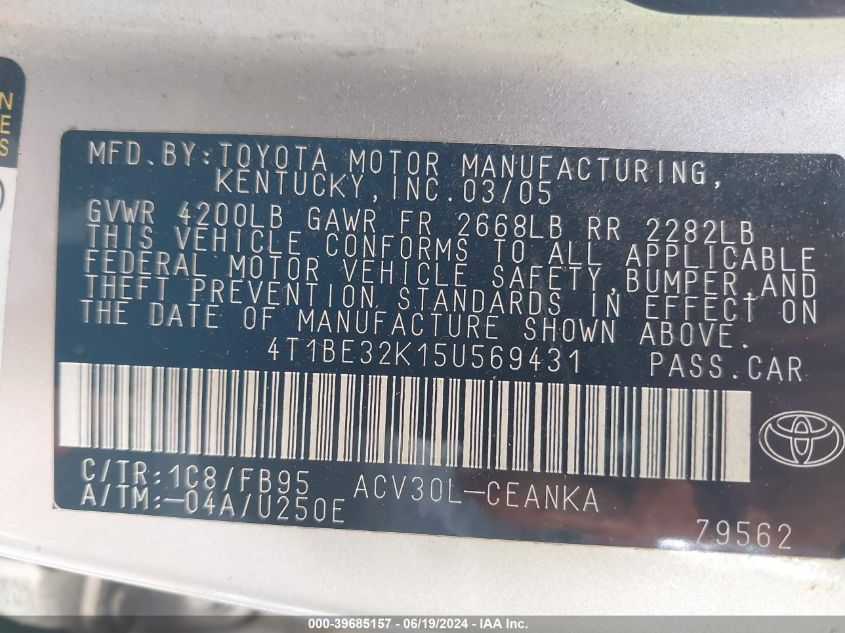 N
E
S
MFD.BY:TOYOTA MOTOR MANUFACTURING,
KENTUCKY,INC.03/05
GVWR 4200LB GAWR FR 2668LB RR 2282LB
THIS VEHICLE CONFORMS TO ALL APPLICABLE
FEDERAL MOTOR VEHICLE SAFETY,BUMPER,AND
THEFT PREVENTION STANDARDS IN EFFECT ON
THE DATE OF MANUFACTURE SHOWN ABOVE.
4T1BE32K15U569431 PASS.CAR
C/TR:1C8/FB95 ACV30L-CEANKA
A/TM:-04A/U250E
79562
000-39685157 / 06/19/2024 - IAA Inc.